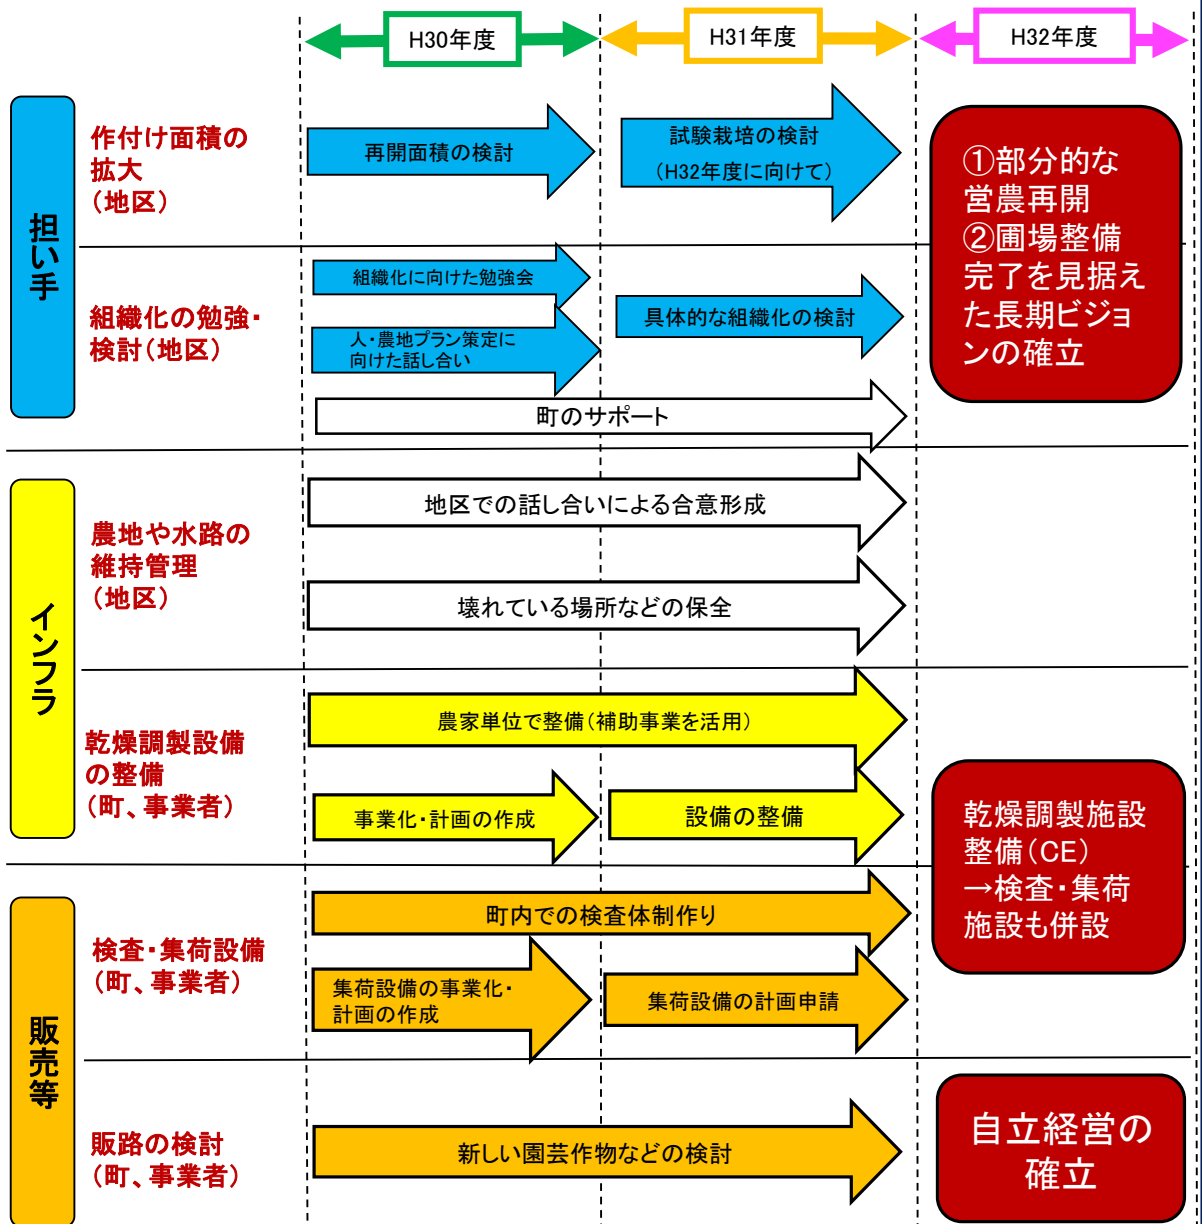 H30年度
H31年度
H32年度
担い手
作付け面積の
拡大
(地区)
再開面積の検討
試験栽培の検討
(H32年度に向けて)
①部分的な
営農再開
②圃場整備
完了を見据え
た長期ビジョ
ンの確立
組織化の勉強・
検討(地区)
組織化に向けた勉強会
人・農地プラン策定に
向けた話し合い
具体的な組織化の検討
町のサポート
インフラ
農地や水路の
維持管理
(地区)
地区での話し合いによる合意形成
壊れている場所などの保全
乾燥調製設備
の整備
(町、事業者)
農家単位で整備(補助事業を活用)
事業化・計画の作成
設備の整備
乾燥調製施設
整備(CE)
→検査・集荷
施設も併設
販売等
検査・集荷設備
(町、事業者)
町内での検査体制作り
集荷設備の事業化・
計画の作成
集荷設備の計画申請
販路の検討
(町、事業者)
新しい園芸作物などの検討
自立経営の
確立